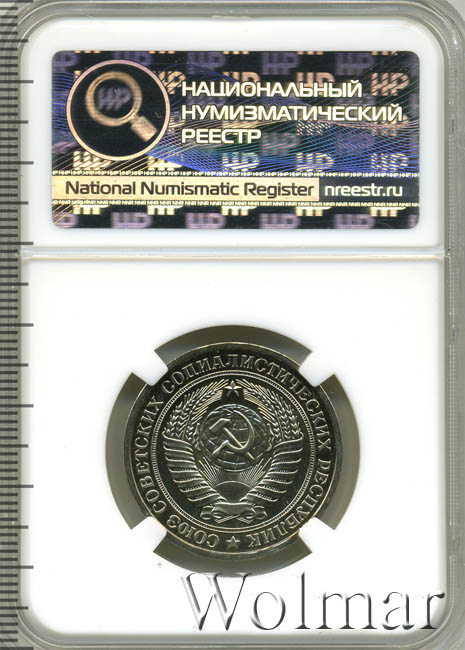 НАЦИОНАЛЬНЫЙ
НУМИЗМАТИЧЕСКИЙ
РЕЕСТР
National Numismatic Register nreestr.ru
СОЮЗ СОВЕТСКИХ СОЦИАЛИСТИЧЕСКИХ РЕСПУБЛИК
Wolmar